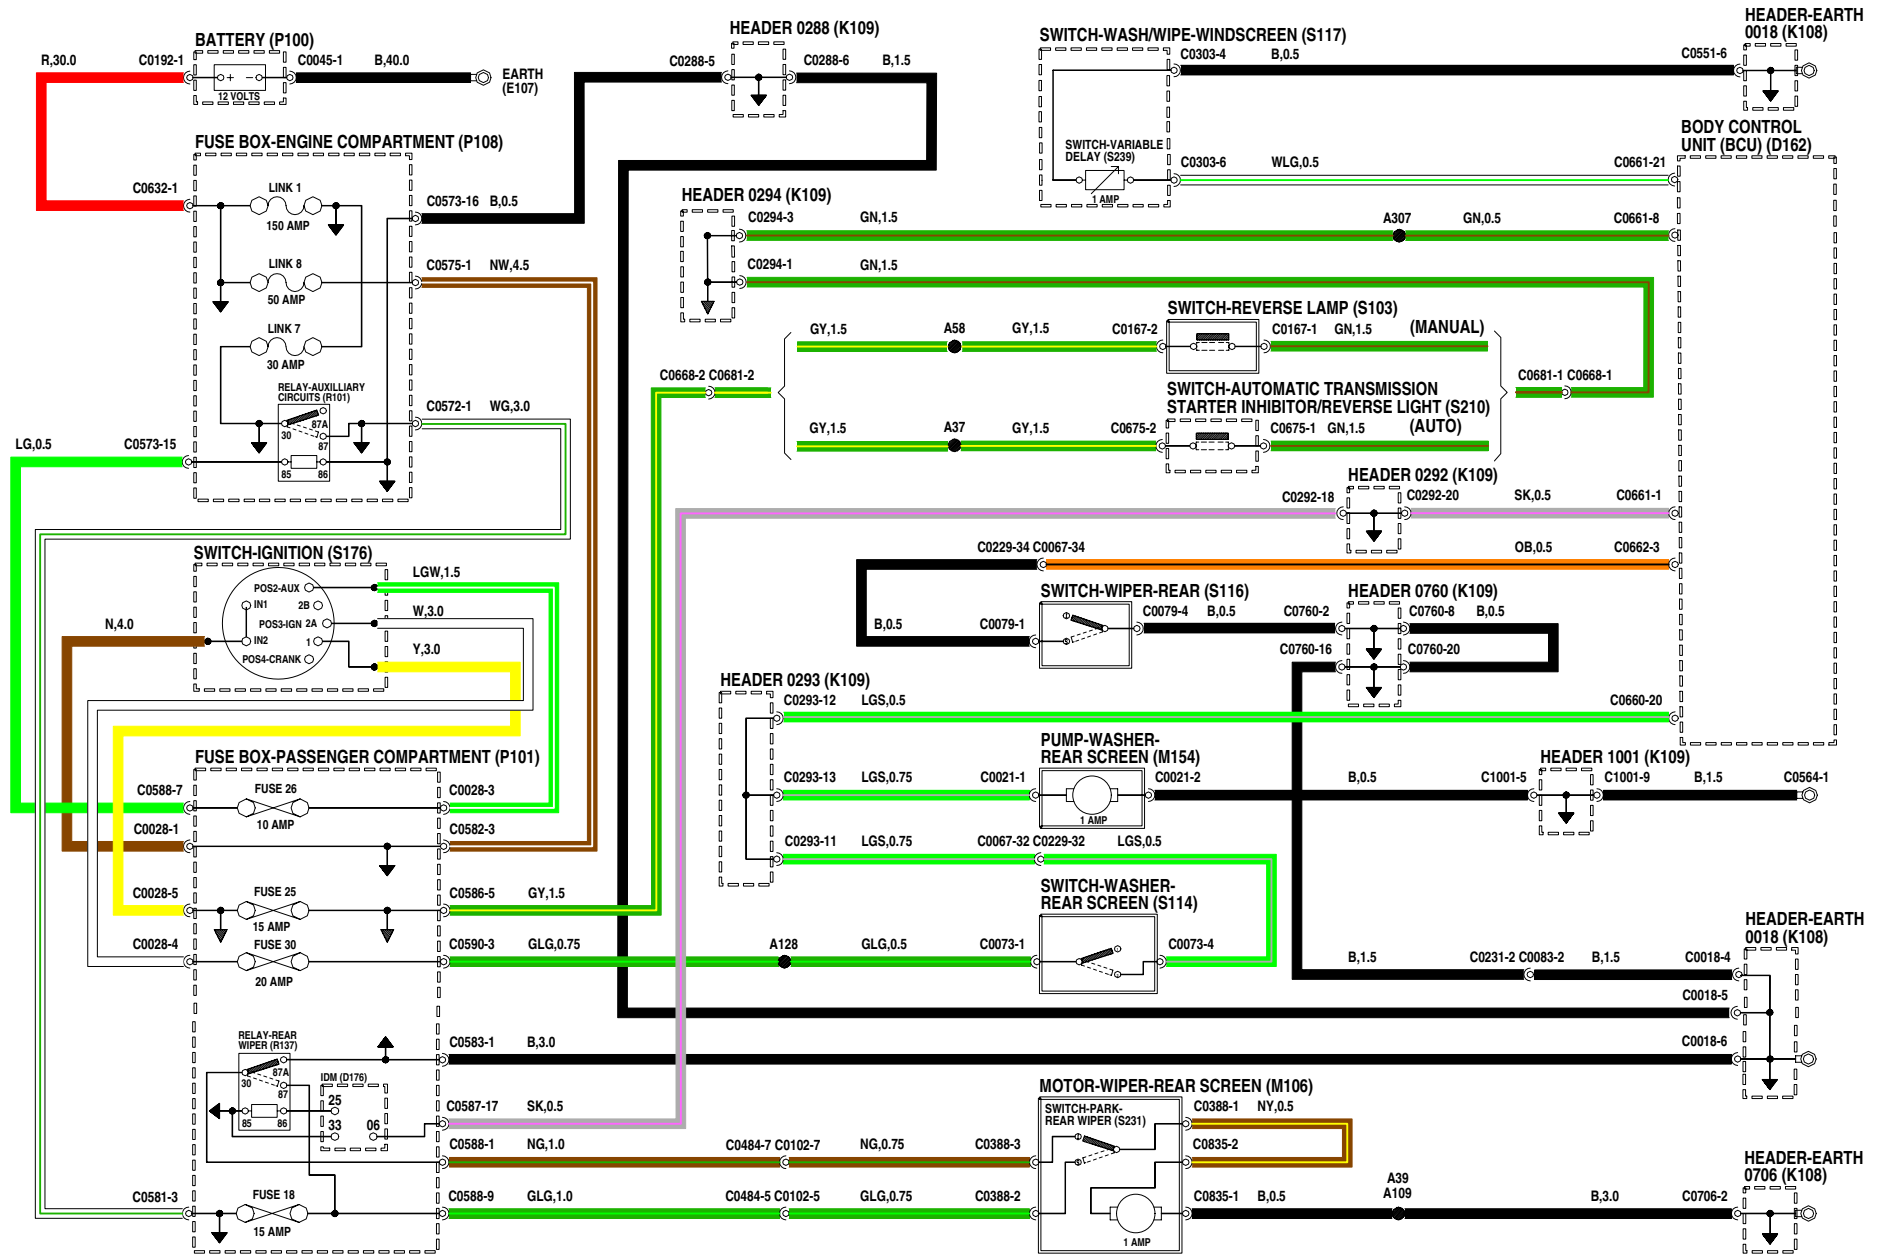 HEADER 0288 (K109)
HEADER-EARTH
0018 (K108)
BATTERY (P100)
SWITCH-WASH/WIPE-WINDSCREEN (S117)
R,30.0
C0192-1
C0045-1
B,40.0
EARTH
(E107)
12 VOLTS
C0288-5
C0288-6
B,1.5
C0303-4
B,0.5
C0551-6
FUSE BOX-ENGINE COMPARTMENT (P108)
BODY CONTROL
UNIT (BCU) (D162)
SWITCH-VARIABLE
DELAY (S239)
1 AMP
C0303-6
WLG,0.5
C0661-21
C0632-1
LINK 1
150 AMP
C0573-16
B,0.5
HEADER 0294 (K109)
C0294-3
GN,1.5
A307
GN,0.5
C0661-8
LINK 8
50 AMP
C0575-1
NW,4.5
C0294-1
GN,1.5
LINK 7
30 AMP
SWITCH-REVERSE LAMP (S103)
GY,1.5
A58
GY,1.5
C0167-2
C0167-1
GN,1.5
(MANUAL)
C0668-2 C0681-2
C0681-1 C0668-1
RELAY-AUXILLIARY
CIRCUITS (R101)
87A
30
87
85
86
C0572-1
WG,3.0
SWITCH-AUTOMATIC TRANSMISSION
STARTER INHIBITOR/REVERSE LIGHT (S210)
(AUTO)
GY,1.5
A37
GY,1.5
C0675-2
C0675-1
GN,1.5
LG,0.5
C0573-15
HEADER 0292 (K109)
C0292-18
C0292-20
SK,0.5
C0661-1
SWITCH-IGNITION (S176)
C0229-34 C0067-34
OB,0.5
C0662-3
LGW,1.5
POS2-AUX
IN1
2B
POS3-IGN
2A
IN2
1
POS4-CRANK
W,3.0
N,4.0
Y,3.0
SWITCH-WIPER-REAR (S116)
HEADER 0760 (K109)
B,0.5
C0079-1
C0079-4
B,0.5
C0760-2
C0760-8
B,0.5
C0760-16
C0760-20
HEADER 0293 (K109)
C0293-12
LGS,0.5
C0660-20
PUMP-WASHER-
REAR SCREEN (M154)
HEADER 1001 (K109)
FUSE BOX-PASSENGER COMPARTMENT (P101)
C0293-13
LGS,0.75
C0021-1
C0021-2
1 AMP
B,0.5
C1001-5
C1001-9
B,1.5
C0564-1
C0588-7
FUSE 26
10 AMP
C0028-3
C0028-1
C0582-3
C0293-11
LGS,0.75
C0067-32 C0229-32
LGS,0.5
C0028-5
FUSE 25
15 AMP
C0586-5
GY,1.5
SWITCH-WASHER-
REAR SCREEN (S114)
HEADER-EARTH
0018 (K108)
C0028-4
FUSE 30
20 AMP
C0590-3
GLG,0.75
A128
GLG,0.5
C0073-1
C0073-4
B,1.5
C0231-2 C0083-2
B,1.5
C0018-4
C0018-5
RELAY-REAR
WIPER (R137)
87A
30
87
85
86
IDM (D176)
25
33
06
C0583-1
B,3.0
C0018-6
MOTOR-WIPER-REAR SCREEN (M106)
C0587-17
SK,0.5
SWITCH-PARK-
REAR WIPER (S231)
C0388-1
NY,0.5
C0588-1
NG,1.0
C0484-7 C0102-7
NG,0.75
C0388-3
C0835-2
HEADER-EARTH
0706 (K108)
C0581-3
FUSE 18
15 AMP
C0588-9
GLG,1.0
C0484-5 C0102-5
GLG,0.75
C0388-2
1 AMP
C0835-1
B,0.5
A39
A109
B,3.0
C0706-2